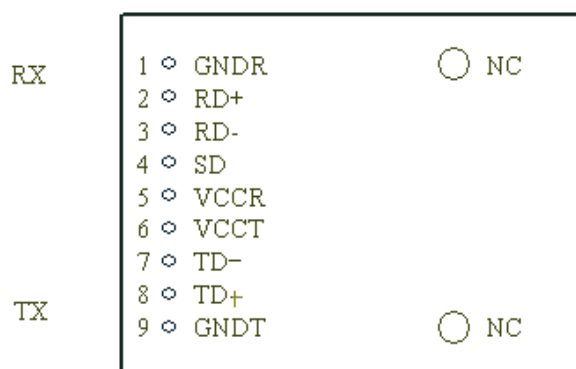 RX
1 GNDR NC
2 RD+
3 RD-
4 SD
5 VCCR
6 VCCT
7 TD-
8 TD+
TX
9 GNDT NC